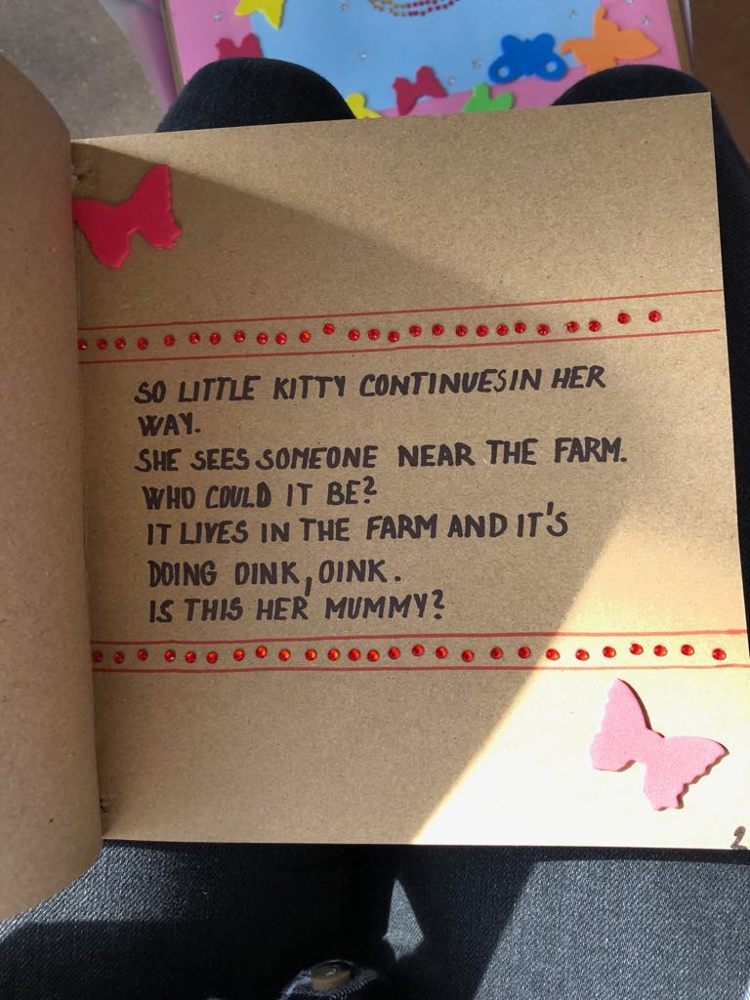 SO LITTLE KITTY CONTINUESIN HER
WAY.
SHE SEES SOMEONE NEAR THE FARM.
WHO COULD IT BE?
IT LIVES IN THE FARM AND IT'S
DOING OINK, OINK.
IS THIS HER MUMMY?
2